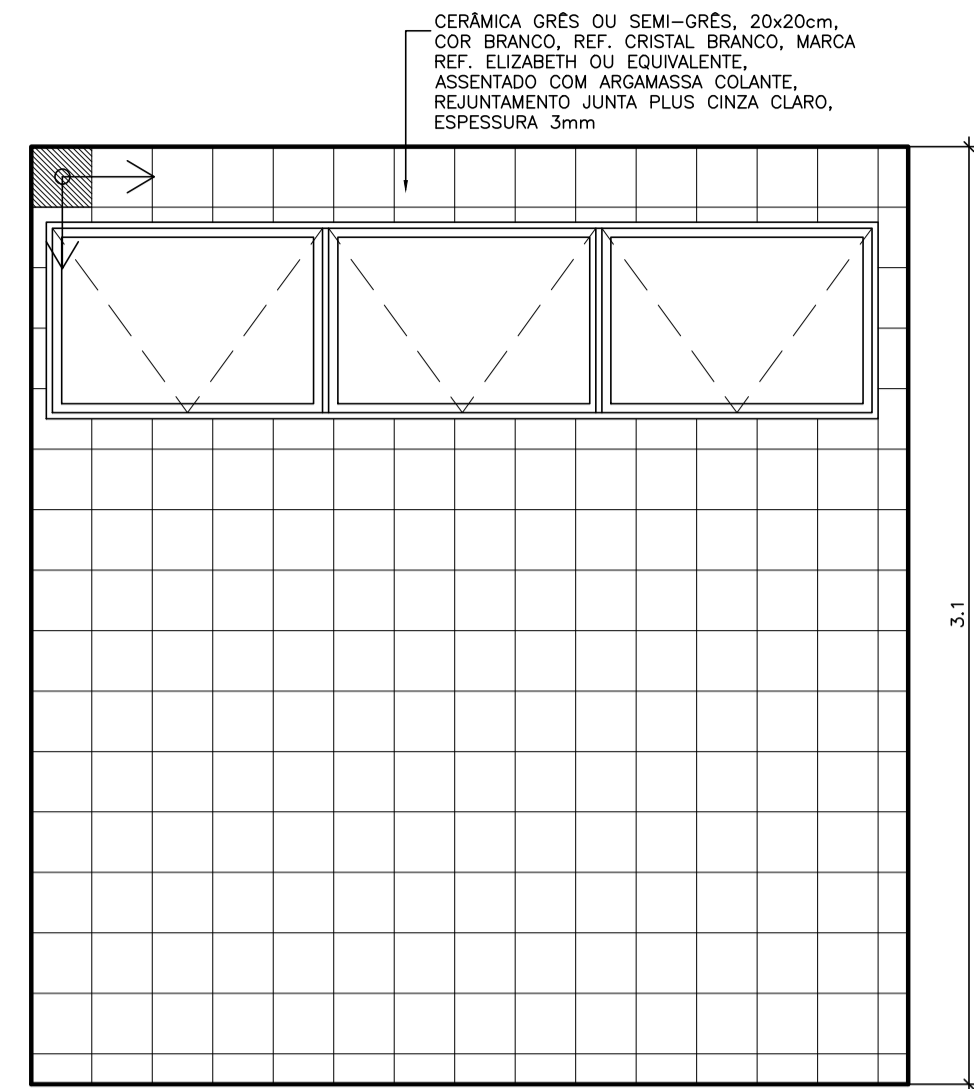 CERÂMICA GRÊS OU SEMI-GRÊS, 20x20cm,
COR BRANCO, REF. CRISTAL BRANCO, MARCA
REF. ELIZABETH OU EQUIVALENTE,
ASSENTADO COM ARGAMASSA COLANTE,
REJUNTAMENTO JUNTA PLUS CINZA CLARO,
ESPESSURA 3mm
3.1